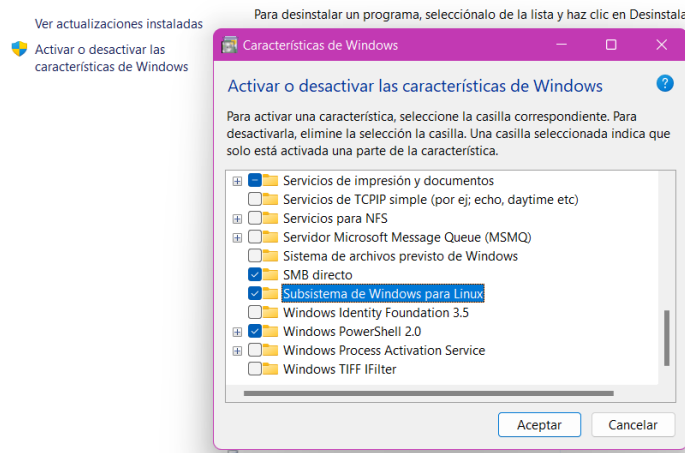 Para desinstalar un programa, selecciónalo de la lista y haz clic en Desinstala
Ver actualizaciones instaladas
Activar o desactivar las
características de Windows
Características de Windows
Activar o desactivar las características de Windows
Para activar una característica, seleccione la casilla correspondiente. Para
desactivarla, elimine la selección la casilla. Una casilla seleccionada indica que
solo está activada una parte de la característica.
Servicios de impresión y documentos
Servicios de TCPIP simple (por ej; echo, daytime etc)
Servicios para NFS
Servidor Microsoft Message Queue (MSMQ)
Sistema de archivos previsto de Windows
SMB directo
Subsistema de Windows para Linux
Windows Identity Foundation 3.5
Windows PowerShell 2.0
Windows Process Activation Service
Windows TIFF IFilter
Aceptar
Cancelar